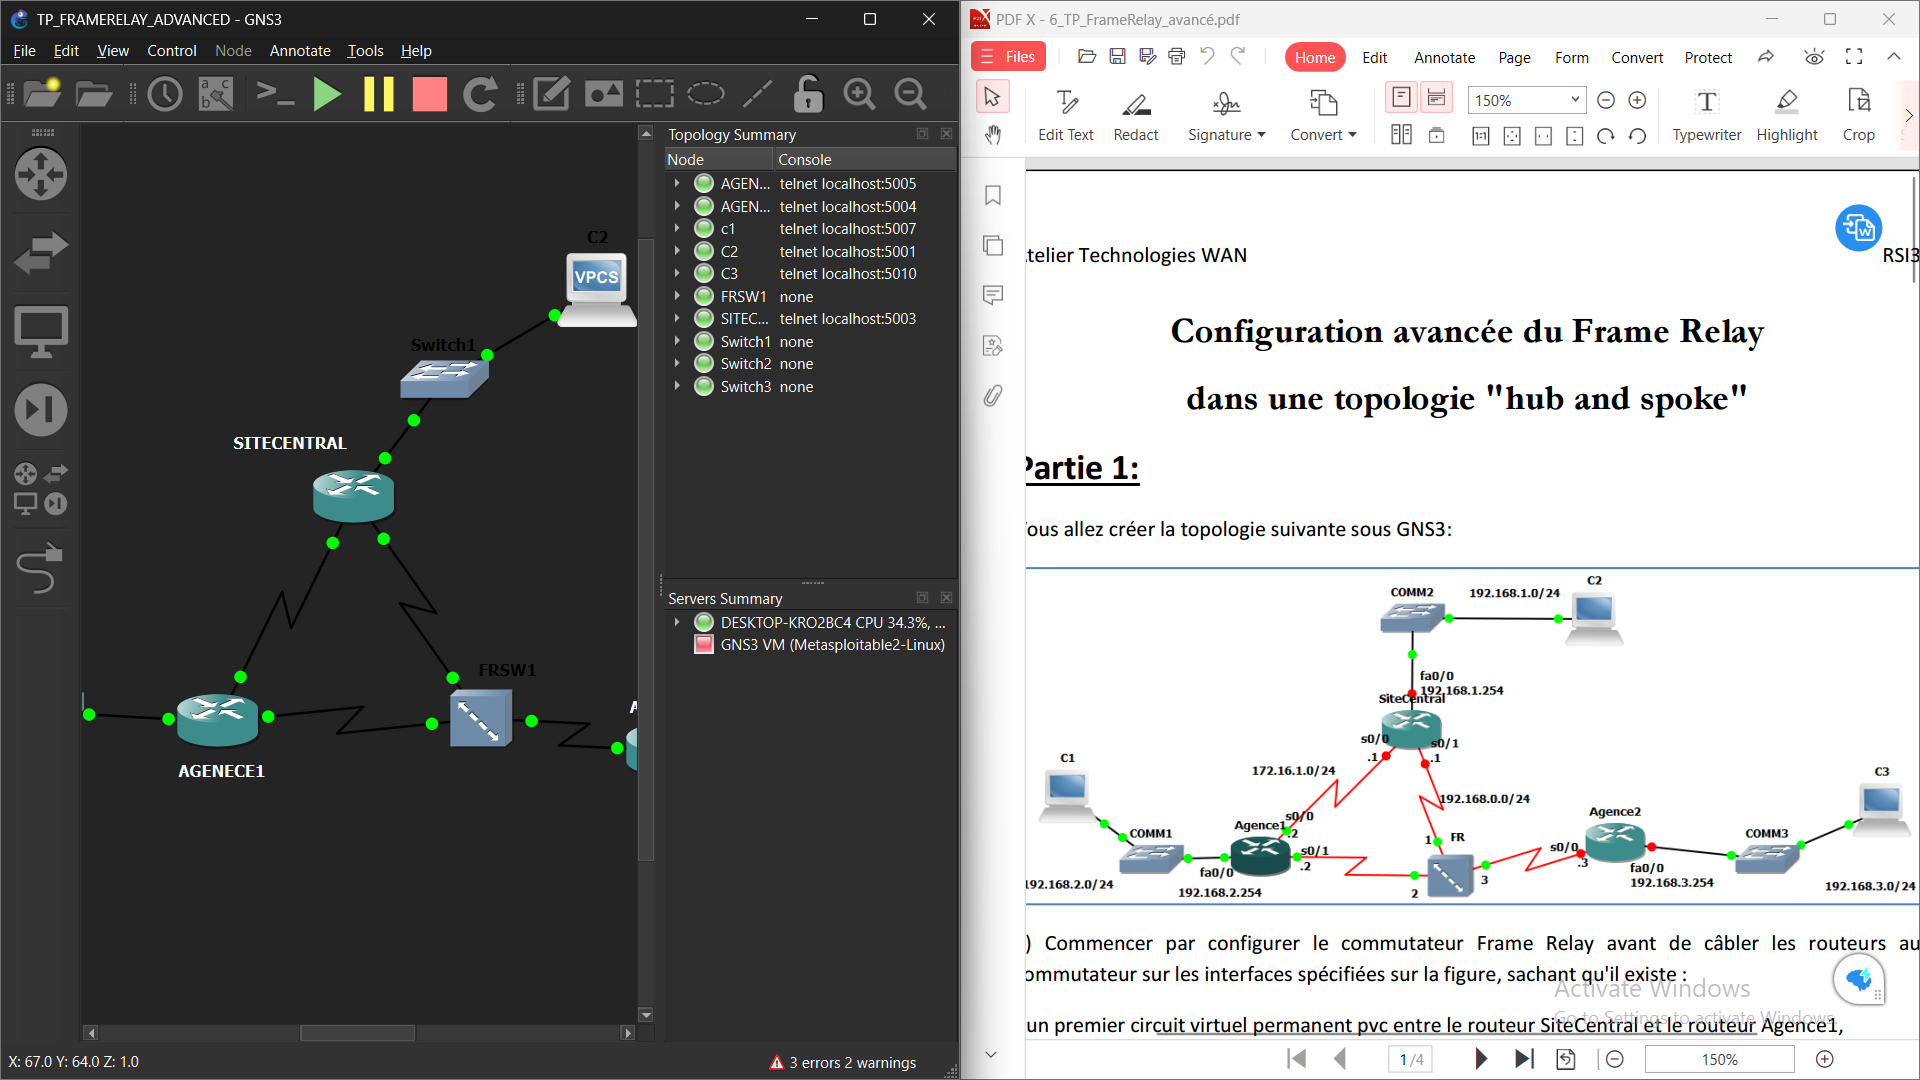 TP_FRAMERELAY_ADVANCED - GNS3
File Edit View Control Node Annotate Tools Help
C2
VPCS
Switch1
SITECENTRAL
FRSW1
AGENECE1
Topology Summary
Node Console
AGEN... telnet localhost:5005
AGEN... telnet localhost:5004
c1 telnet localhost:5007
C2 telnet localhost:5001
C3 telnet localhost:5010
FRSW1 none
SITEC... telnet localhost:5003
Switch1 none
Switch2 none
Switch3 none
Servers Summary
DESKTOP-KRO2BC4 CPU 34.3%, ...
GNS3 VM (Metasploitable2-Linux)
X: 67.0 Y: 64.0 Z: 1.0
3 errors 2 warnings
PDF X - 6_TP_FrameRelay_avancé.pdf
Files Home Edit Annotate Page Form Convert Protect
150%
Edit Text Redact Signature Convert Typewriter Highlight Crop
telier Technologies WAN RSI3
Configuration avancée du Frame Relay
dans une topologie "hub and spoke"
Partie 1:
ous allez créer la topologie suivante sous GNS3:
C2
COMM2 192.168.1.0/24
fa0/0
192.168.1.254
SiteCentral
s0/0 s0/1
.1 .1
C1
172.16.1.0/24
C3
192.168.0.0/24
Agence2
s0/0
Agence1 .2
COMM1
1 FR
COMM3
s0/1
.2
s0/0
.3
fa0/0
fa0/0
3
2
192.168.2.0/24
192.168.2.254
192.168.3.254
192.168.3.0/24
) Commencer par configurer le commutateur Frame Relay avant de câbler les routeurs au
ommutateur sur les interfaces spécifiées sur la figure, sachant qu'il existe :
Activate Windows
Go to Settings to activate Windows.
un premier circuit virtuel permanent pvc entre le routeur SiteCentral et le routeur Agence1,
1/4
150%